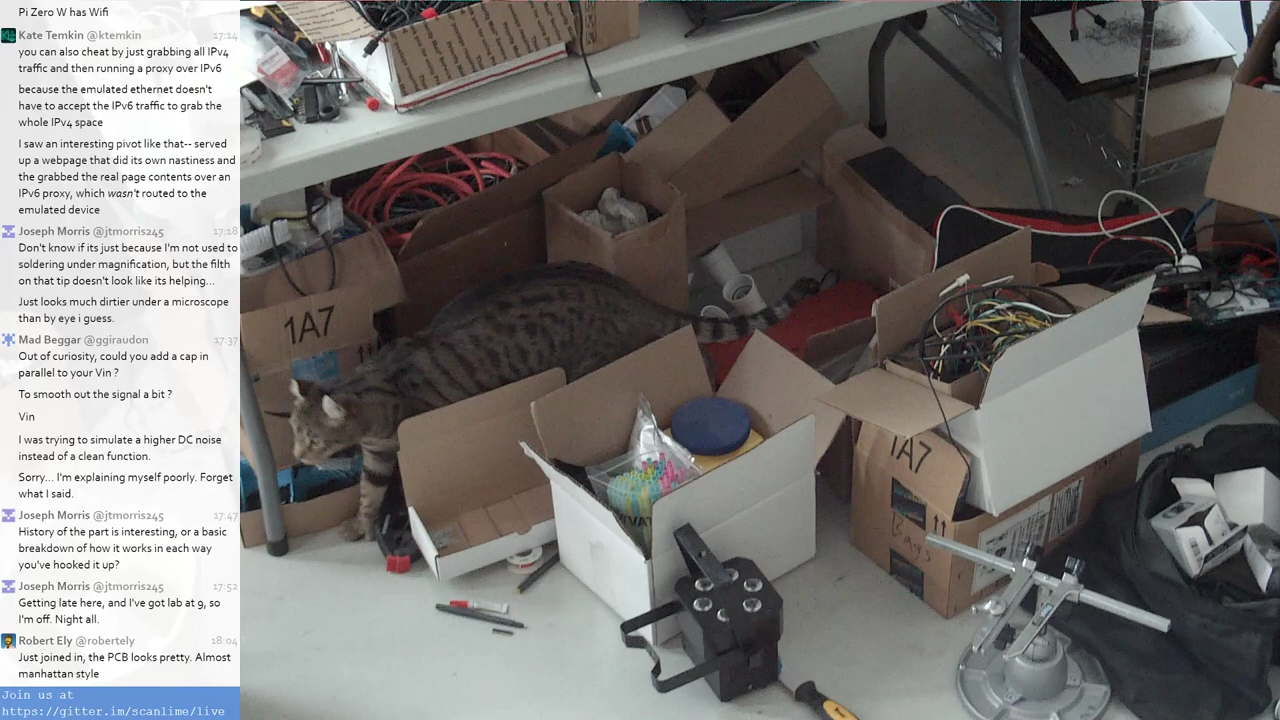 Pi Zero W has Wifi
Kate Temkin @ktemkin 17:14
you can also cheat by just grabbing all IPv4
traffic and then running a proxy over IPv6
because the emulated ethernet doesn't
have to accept the IPv6 traffic to grab the
whole IPv4 space
I saw an interesting pivot like that-- served
up a webpage that did its own nastiness and
the grabbed the real page contents over an
IPv6 proxy, which wasn't routed to the
emulated device
Joseph Morris @jtmorris245 17:18
Don't know if its just because I'm not used to
soldering under magnification, but the filth
on that tip doesn't look like its helping...
Just looks much dirtier under a microscope
than by eye i guess.
Mad Beggar @ggiraudon 17:37
Out of curiosity, could you add a cap in
parallel to your Vin ?
To smooth out the signal a bit ?
Vin
I was trying to simulate a higher DC noise
instead of a clean function.
Sorry... I'm explaining myself poorly. Forget
what I said.
Joseph Morris @jtmorris245 17:47
History of the part is interesting, or a basic
breakdown of how it works in each way
you've hooked it up?
Joseph Morris @jtmorris245 17:52
Getting late here, and I've got lab at 9, so
I'm off. Night all.
Robert Ely @robertely 18:04
Just joined in, the PCB looks pretty. Almost
manhattan style
Join us at
https://gitter.im/scanlime/live
1A7
1A7
Bags